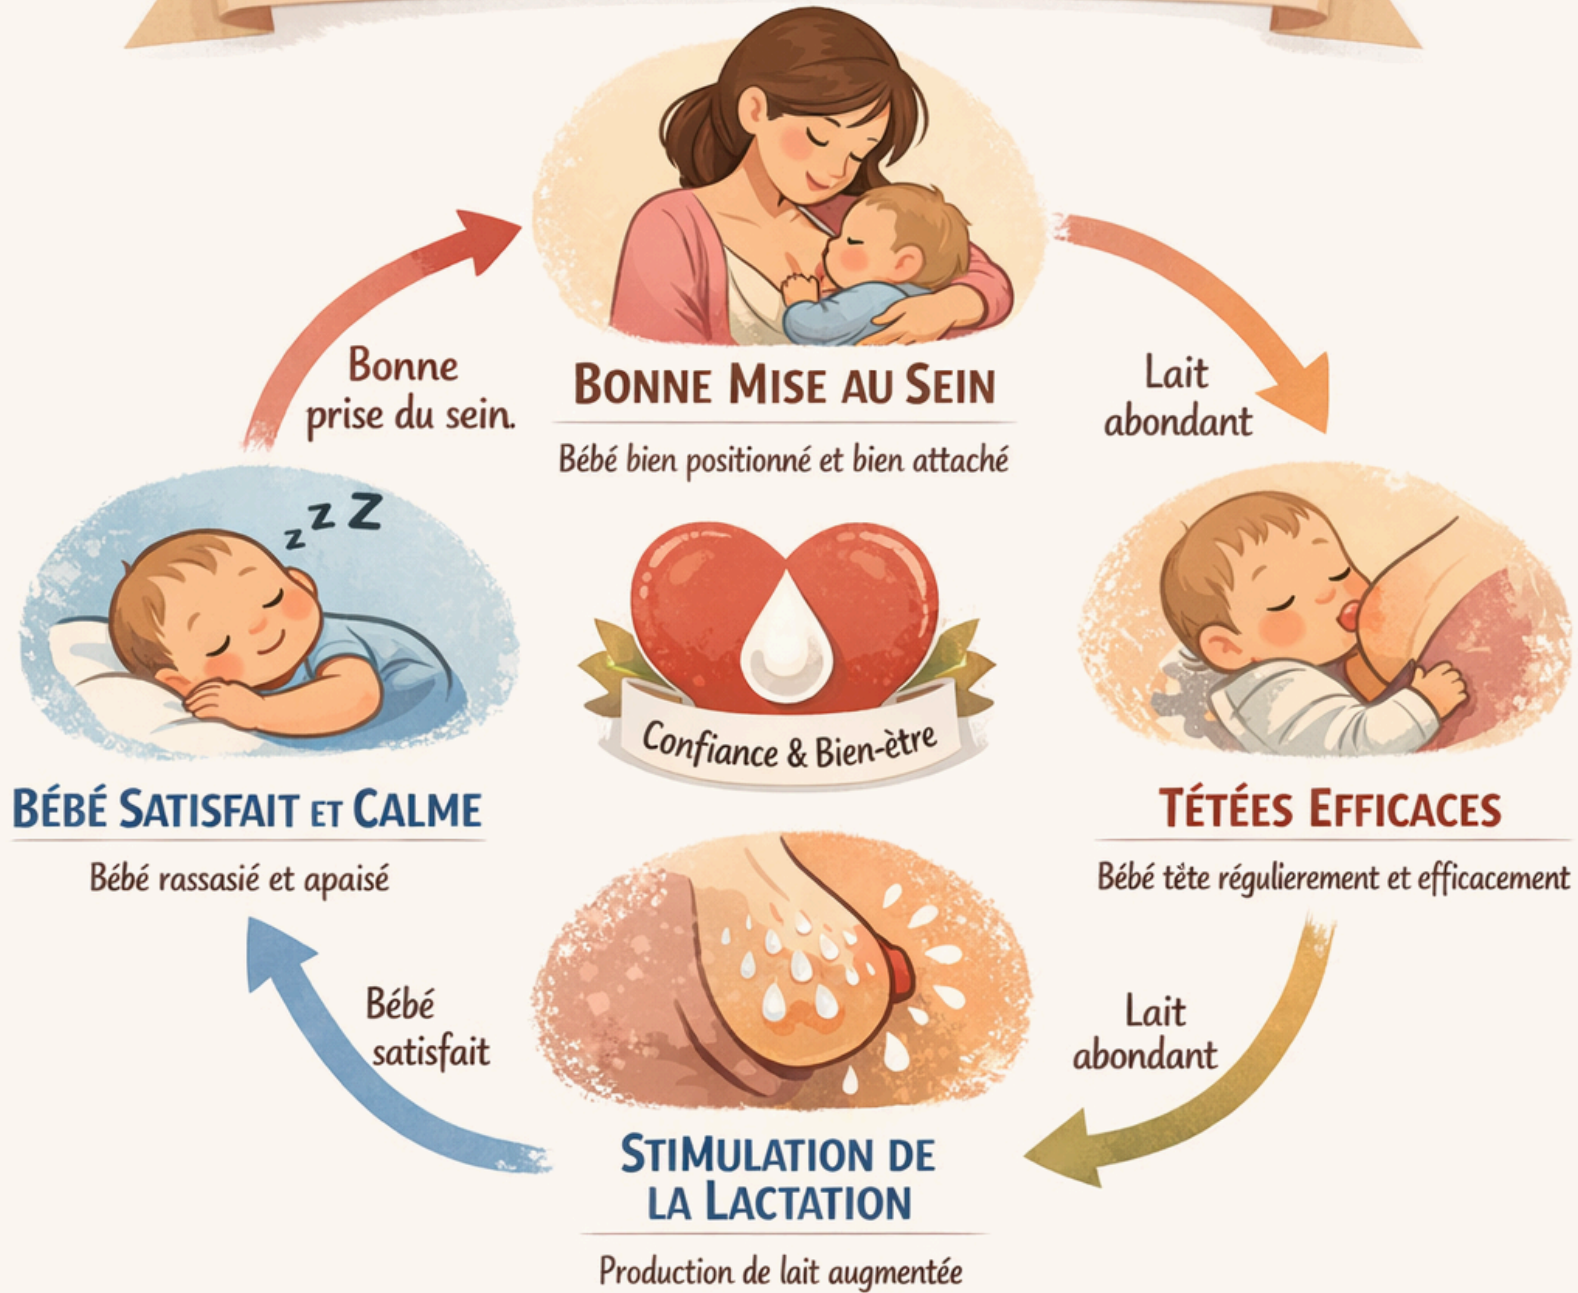 Bonne
prise du sein.
BONNE MISE AU SEIN
Bébé bien positionné et bien attaché
Lait
abondant
z z Z
BÉBÉ SATISFAIT ET CALME
Bébé rassasié et apaisé
Confiance & Bien-ètre
TÉTÉES EFFICACES
Bébé tète régulierement et efficacement
Bébé
satisfait
Lait
abondant
STiMULATION DE
LA LACTATION
Production de lait augmentée